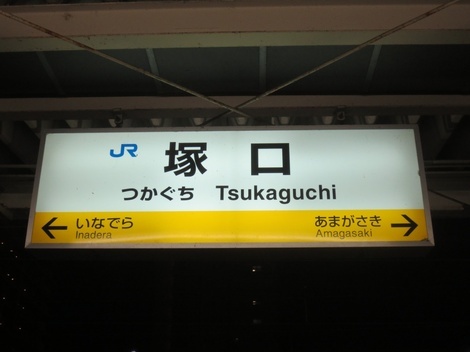 JR 塚口
つかぐち Tsukaguchi
← いなでら あまがさき →
Inadera Amagasaki